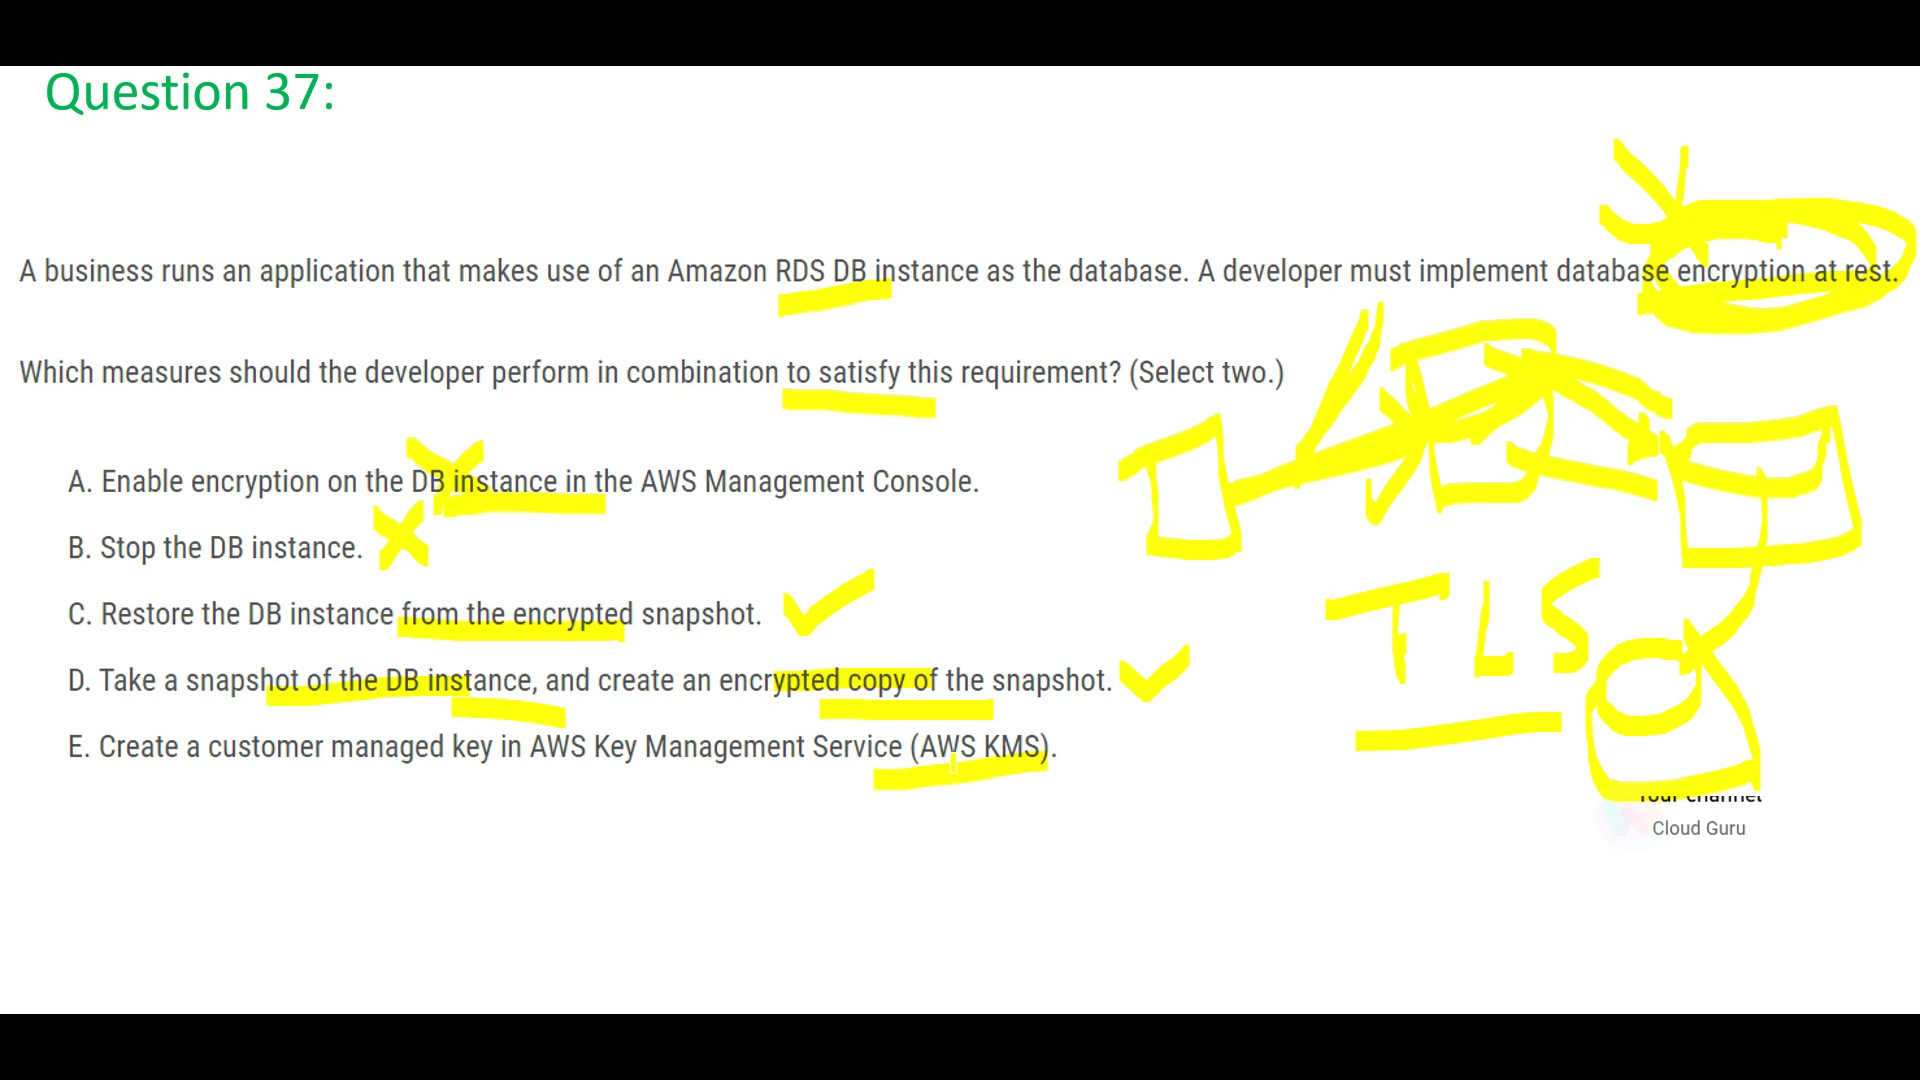 Question 37:
A business runs an application that makes use of an Amazon RDS DB instance as the database. A developer must implement database encryption at rest.
Which measures should the developer perform in combination to satisfy this requirement? (Select two.)
A. Enable encryption on the DB instance in the AWS Management Console.
B. Stop the DB instance.
C. Restore the DB instance from the encrypted snapshot.
D. Take a snapshot of the DB instance, and create an encrypted copy of the snapshot.
E. Create a customer managed key in AWS Key Management Service (AWS KMS).
TLS
Your channel
Cloud Guru